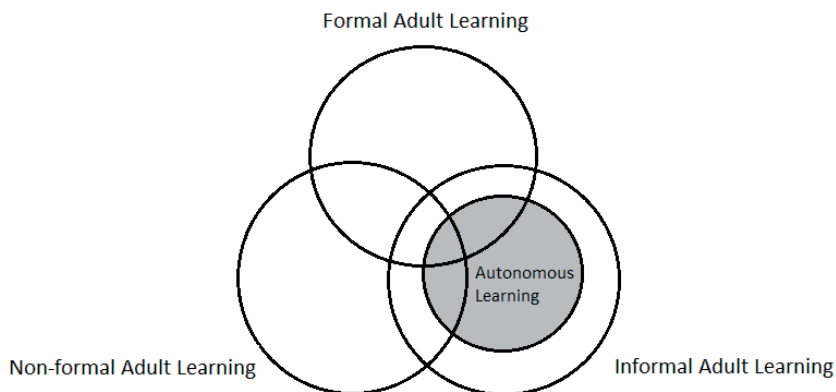 Formal Adult Learning
Autonomous
Learning
Non-formal Adult Learning
Informal Adult Learning